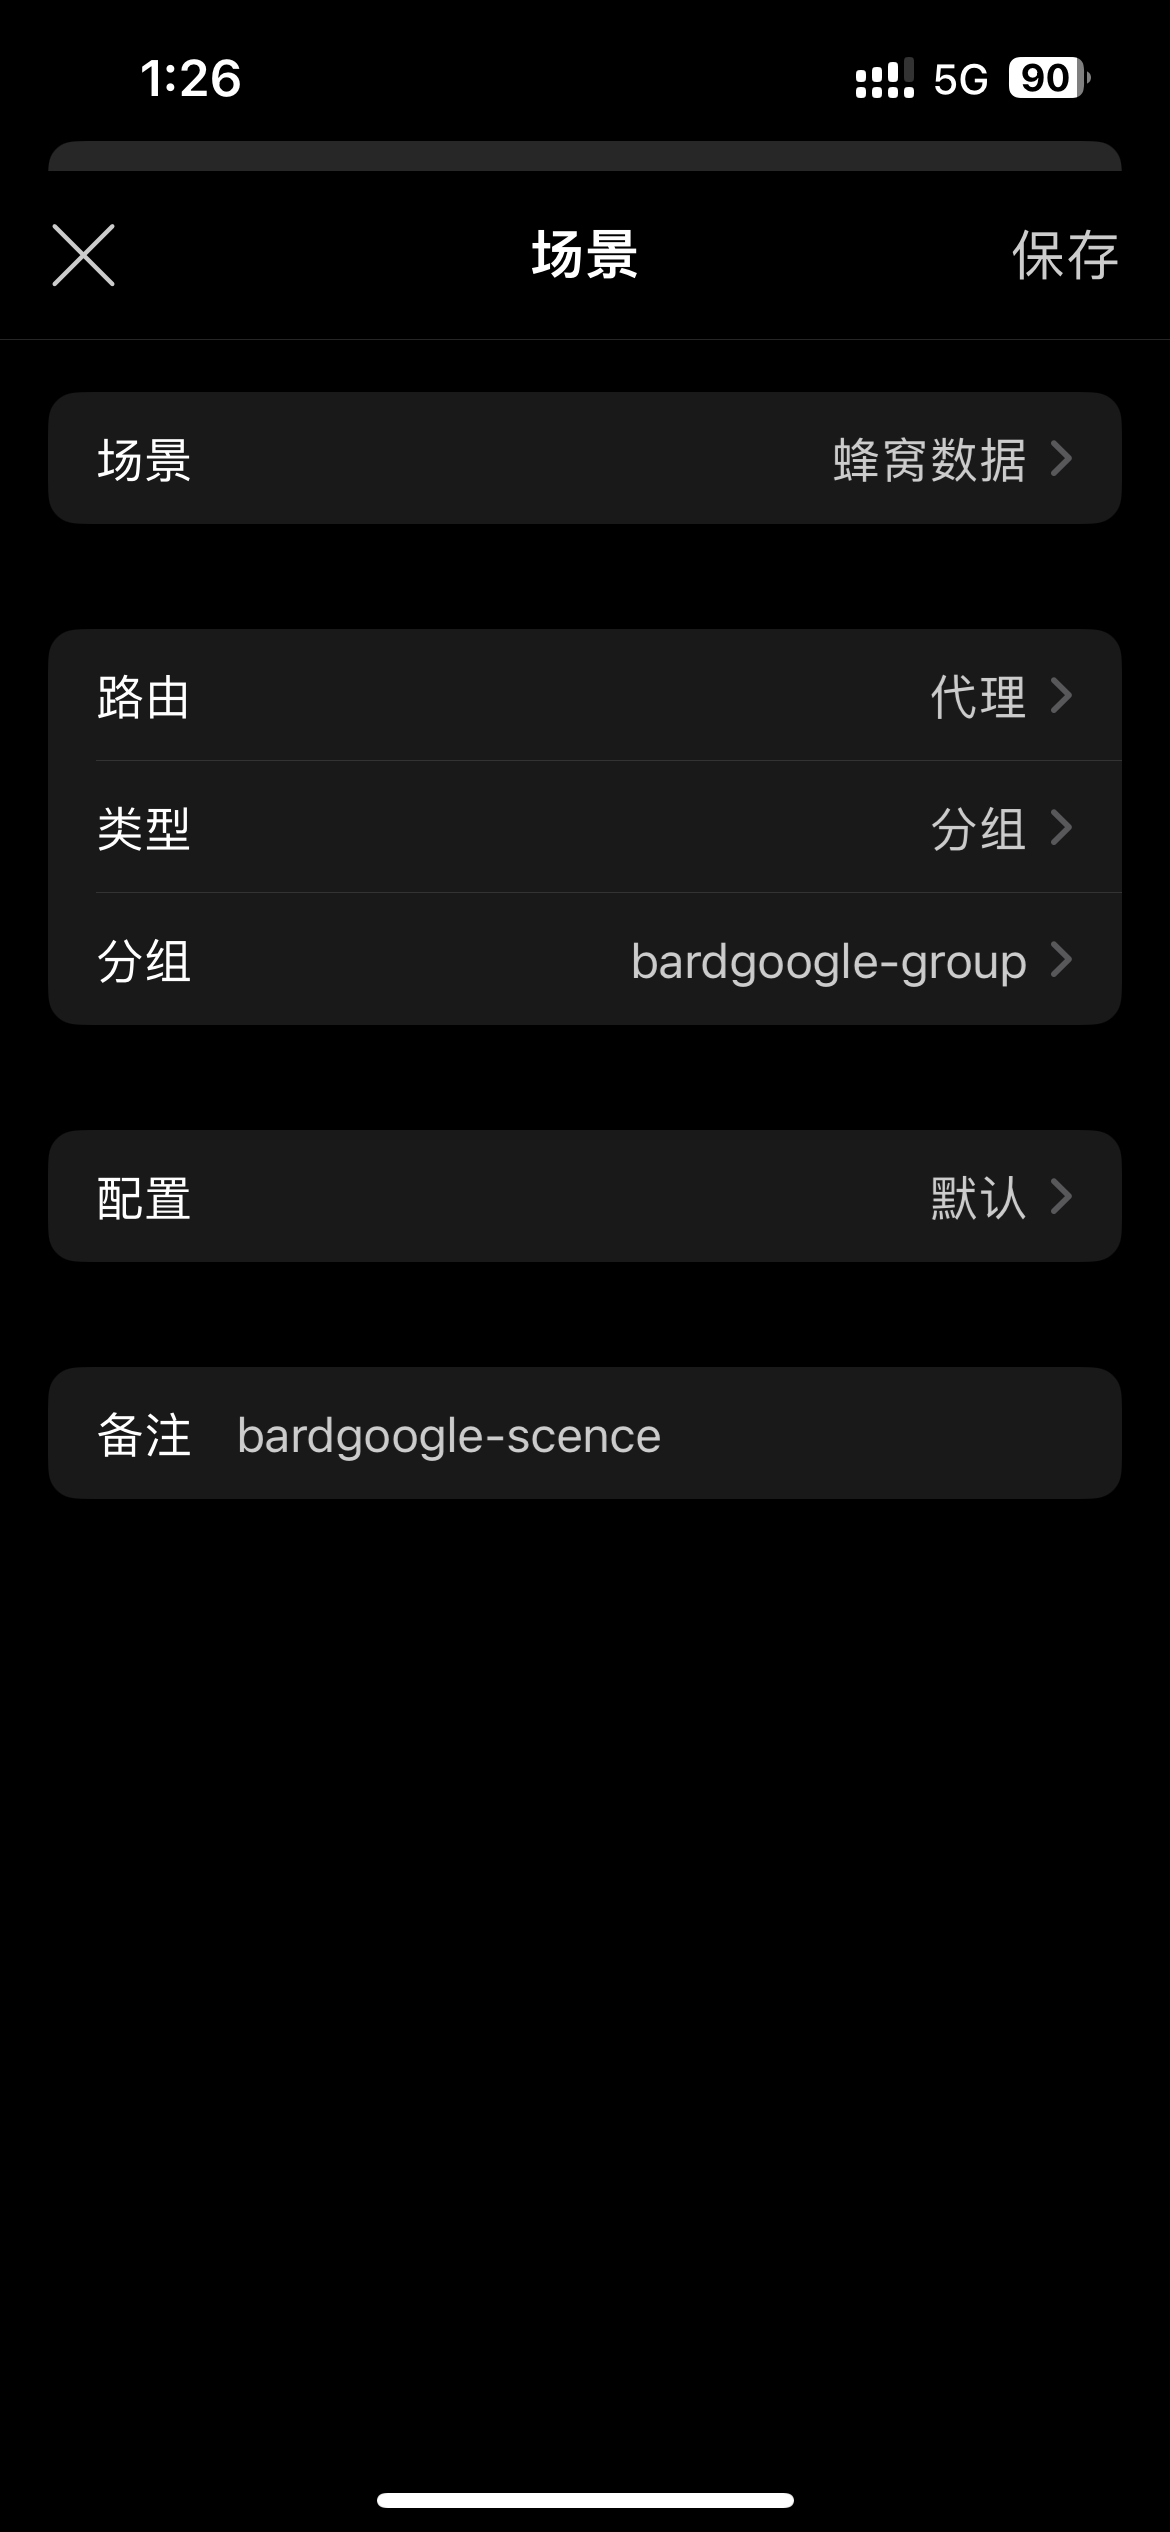 1:26 5G 90
场景 保存
场景 蜂窝数据
路由 代理
类型 分组
分组 bardgoogle-group
配置 默认
备注 bardgoogle-scence